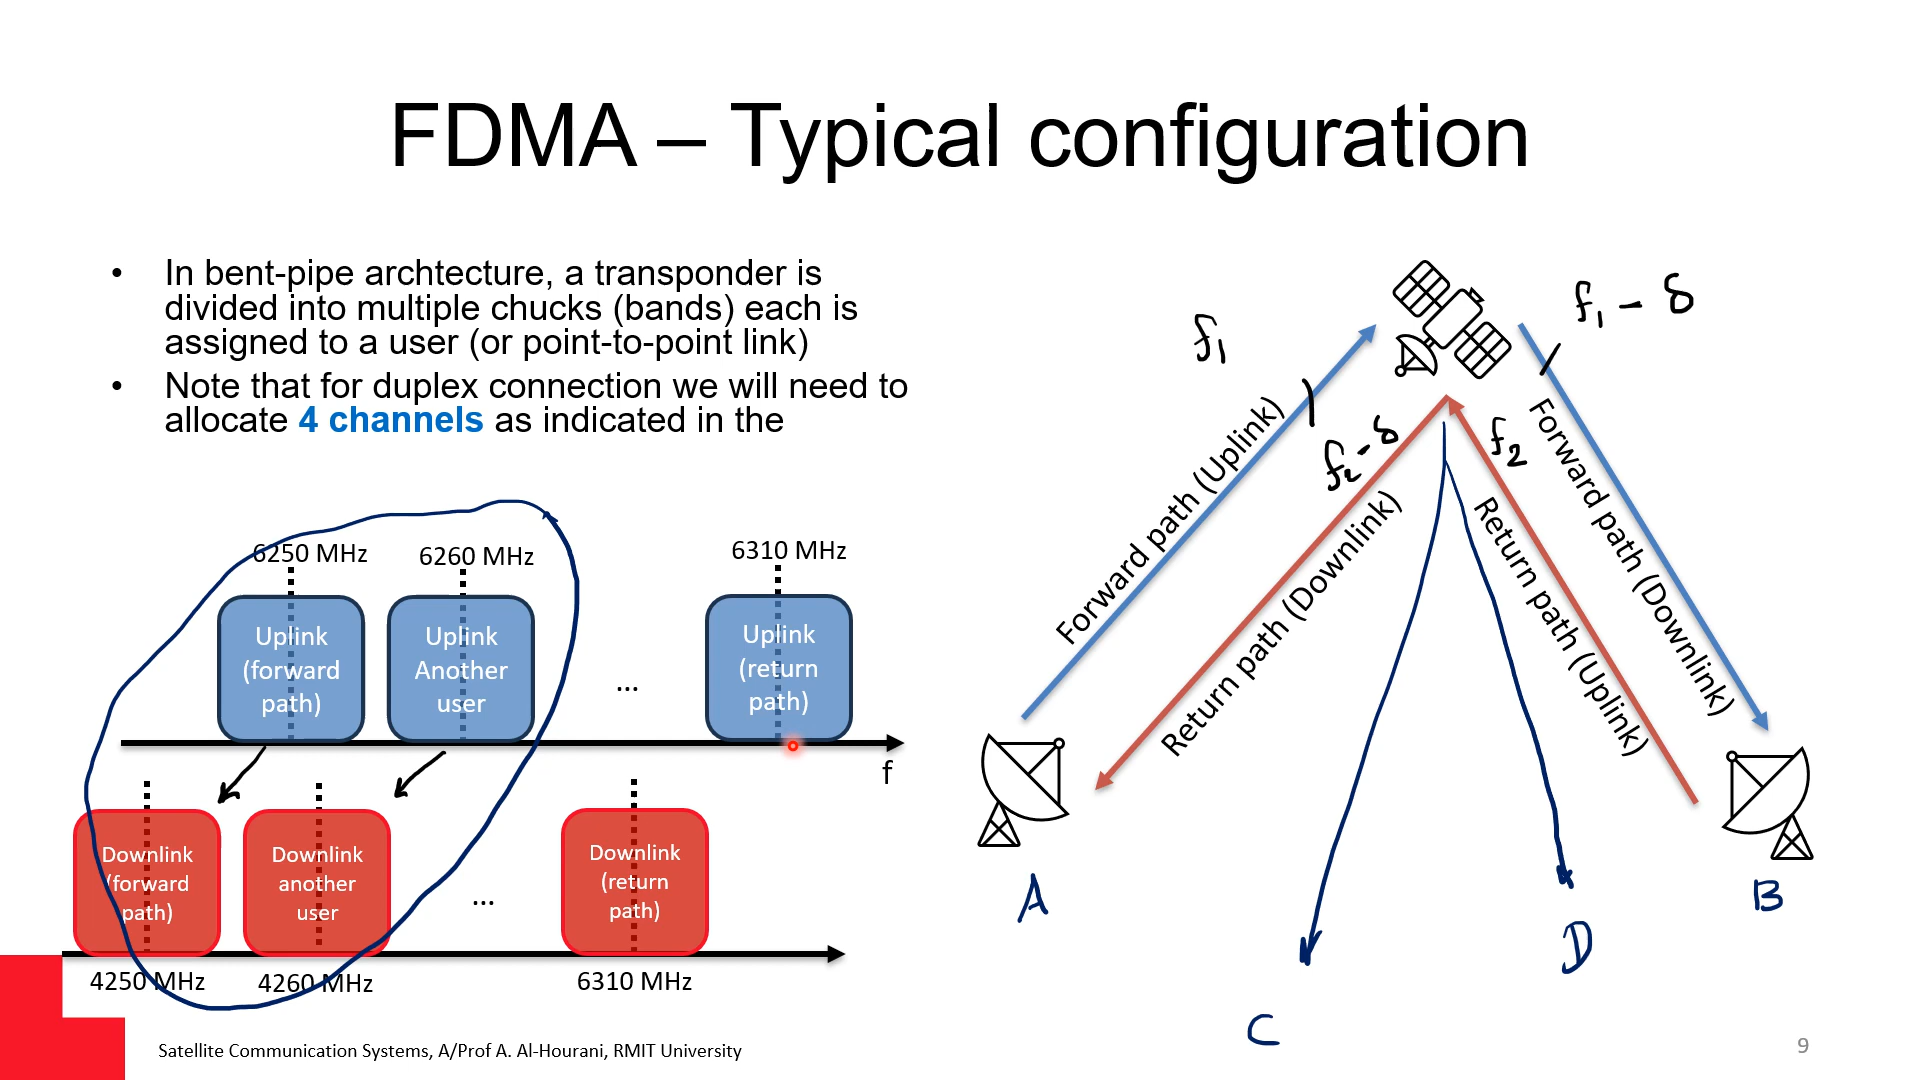 FDMA – Typical configuration
• In bent-pipe archtecture, a transponder is
divided into multiple chucks (bands) each is
assigned to a user (or point-to-point link)
• Note that for duplex connection we will need to
allocate 4 channels as indicated in the
6250 MHz
6260 MHz
6310 MHz
Uplink
(forward
path)
Uplink
Another
user
...
Uplink
(return
path)
f
Downlink
(forward
path)
Downlink
another
user
...
Downlink
(return
path)
4250 MHz
4260 MHz
6310 MHz
f₁
f₁ - δ
f₂ - δ
f₂
Forward path (Uplink)
Return path (Downlink)
Return path (Uplink)
Forward path (Downlink)
A
B
C
D
Satellite Communication Systems, A/Prof A. Al-Hourani, RMIT University
9